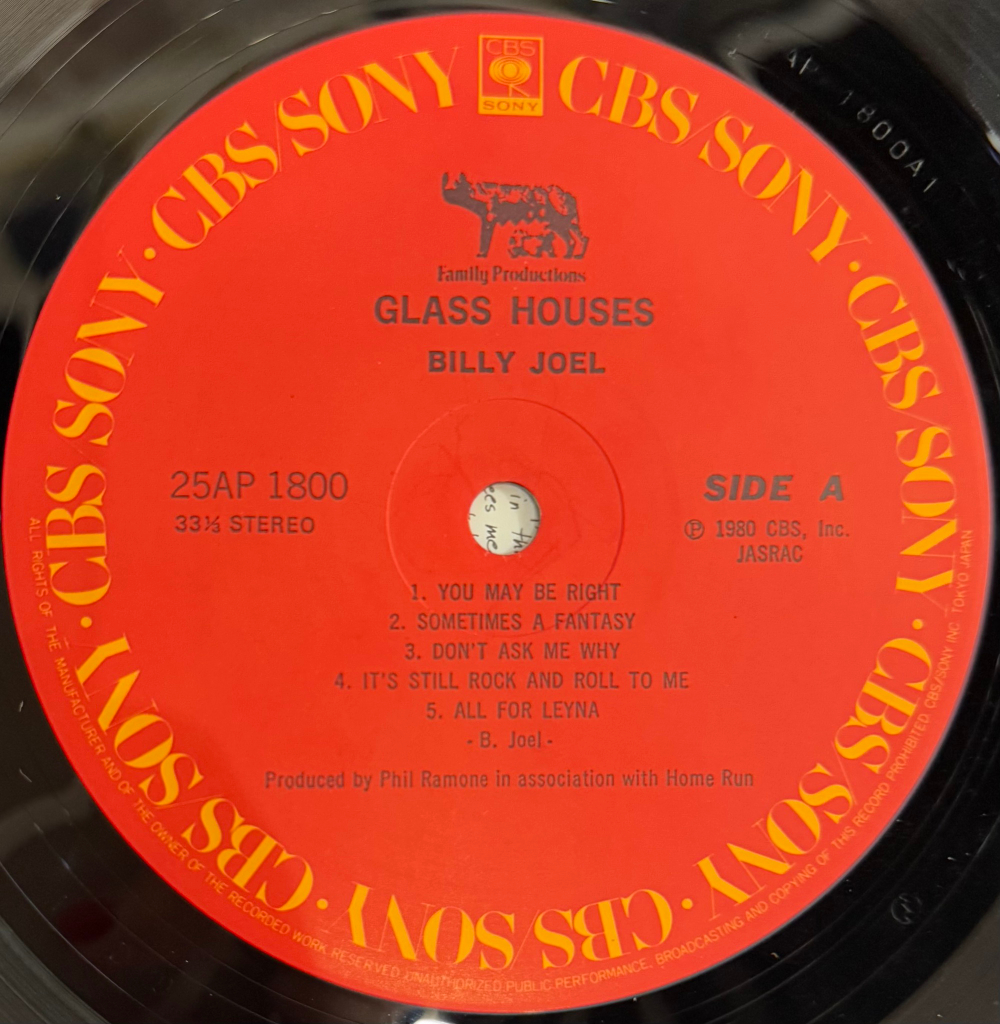 CBS
SONY
CBS/SONY · CBS/SONY · CBS/SONY · CBS/SONY · CBS/SONY · CBS/SONY · CBS SONY · CBS/SONY
AP 1800A1
Family Productions
GLASS HOUSES
BILLY JOEL
25AP 1800
33⅓ STEREO
SIDE A
℗ 1980 CBS, Inc.
JASRAC
in th
ees me
1. YOU MAY BE RIGHT
2. SOMETIMES A FANTASY
3. DON'T ASK ME WHY
4. IT'S STILL ROCK AND ROLL TO ME
5. ALL FOR LEYNA
- B. Joel -
Produced by Phil Ramone in association with Home Run
ALL RIGHTS OF THE MANUFACTURER AND OF THE OWNER OF THE RECORDED WORK RESERVED UNAUTHORIZED PUBLIC PERFORMANCE, BROADCASTING AND COPYING OF THIS RECORD PROHIBITED. CBS/SONY INC. TOKYO JAPAN